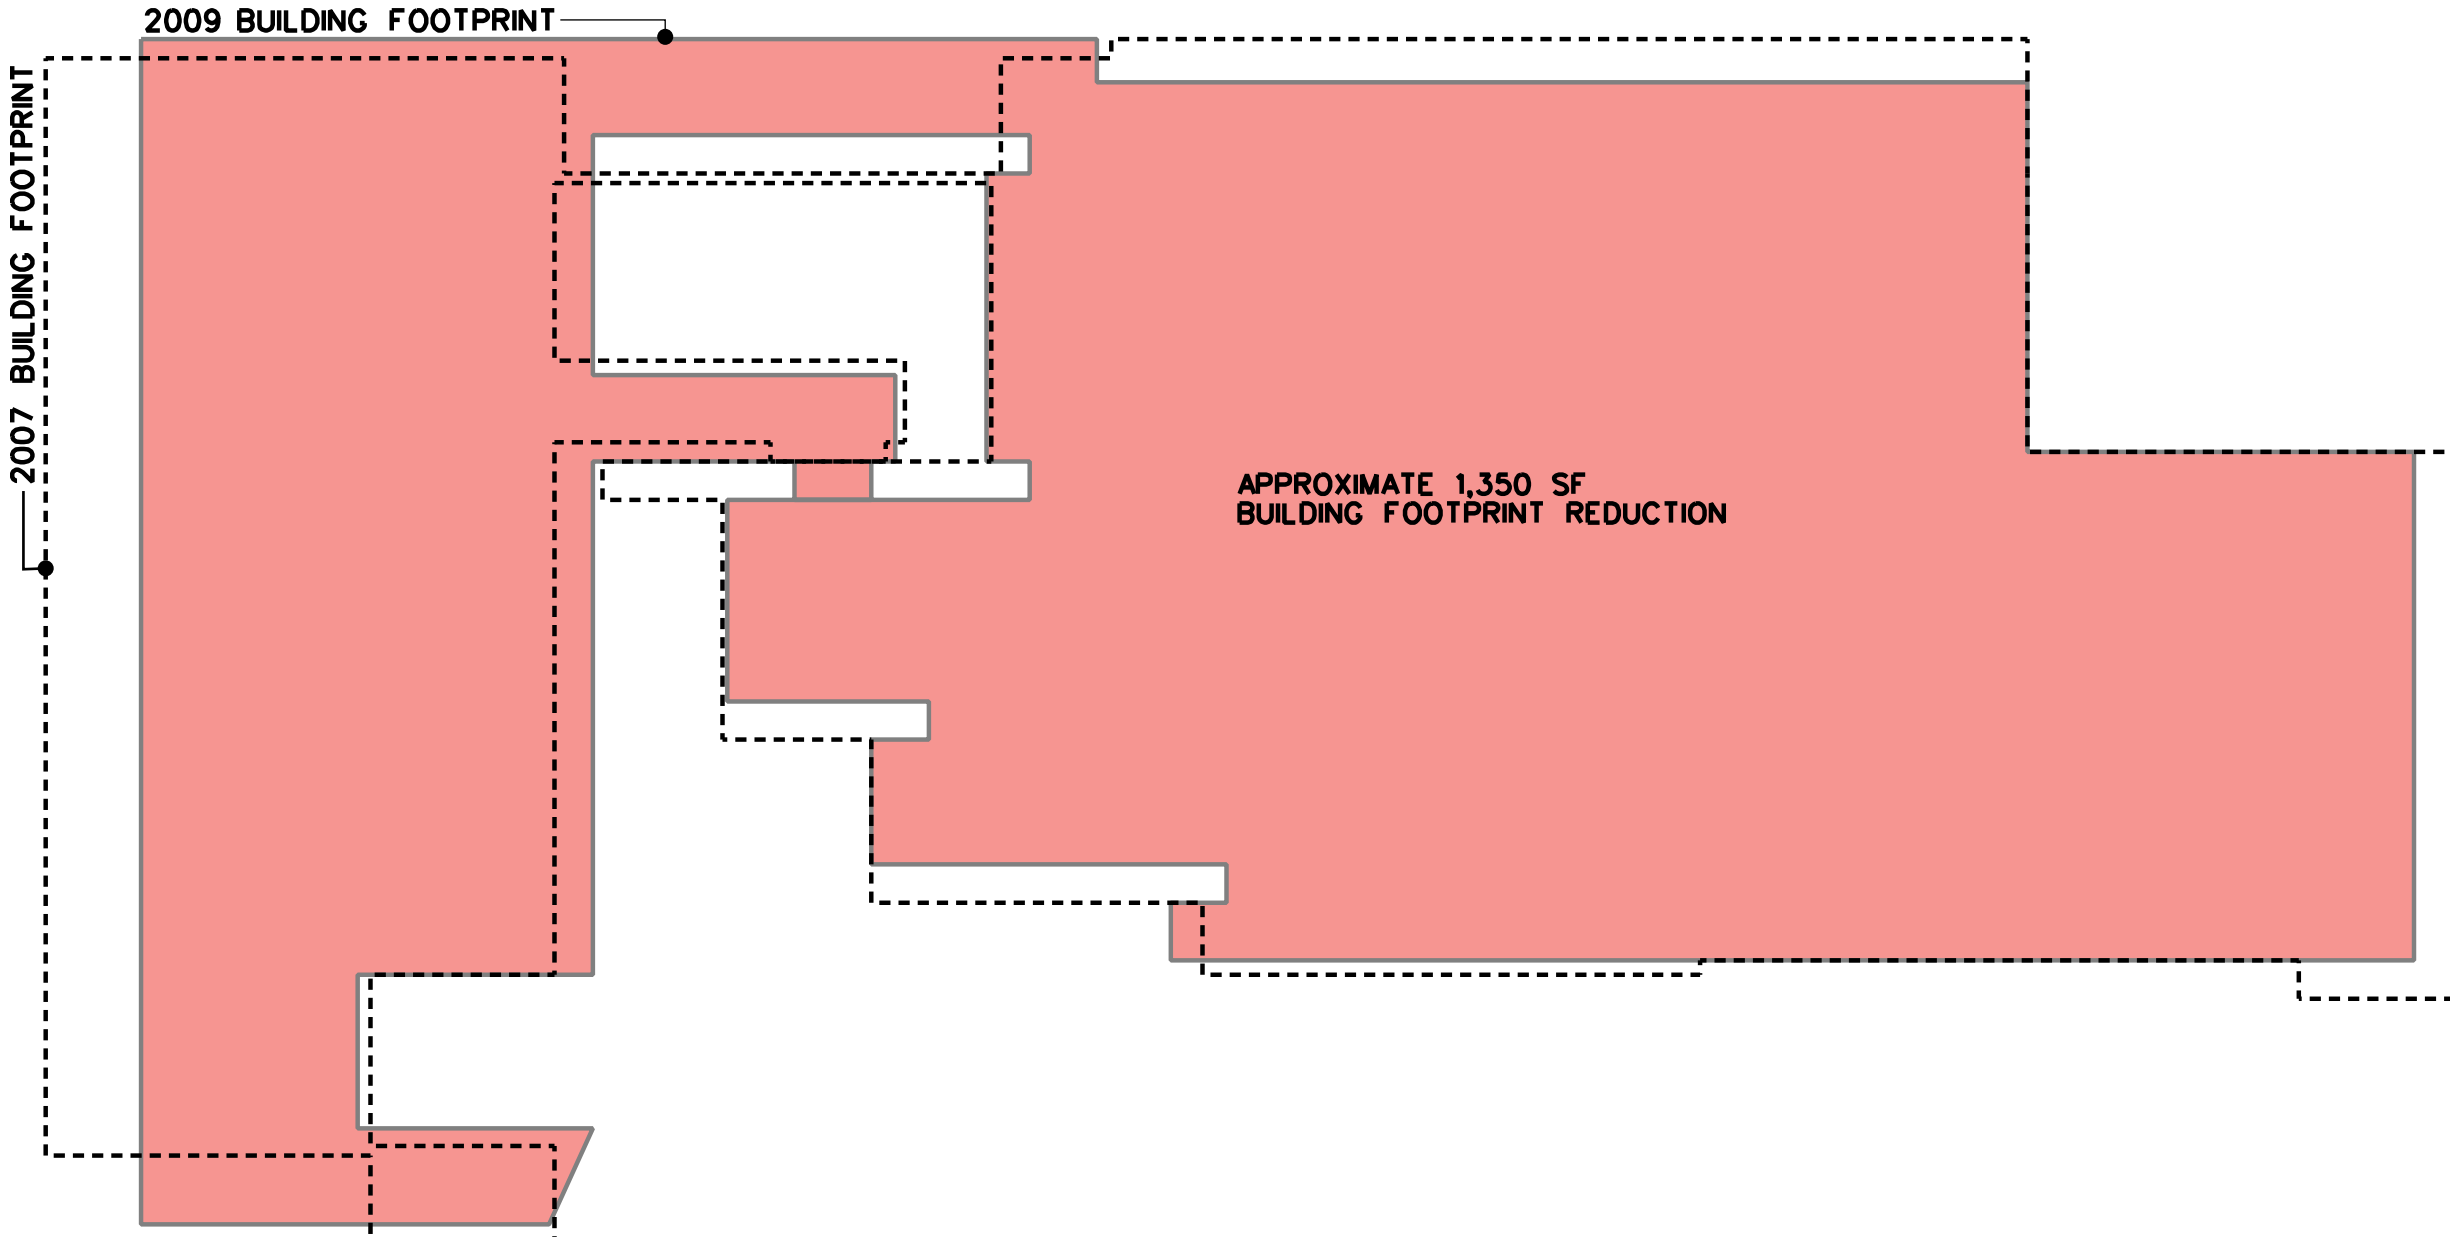 2009 BUILDING FOOTPRINT
2007 BUILDING FOOTPRINT
APPROXIMATE 1,350 SF
BUILDING FOOTPRINT REDUCTION